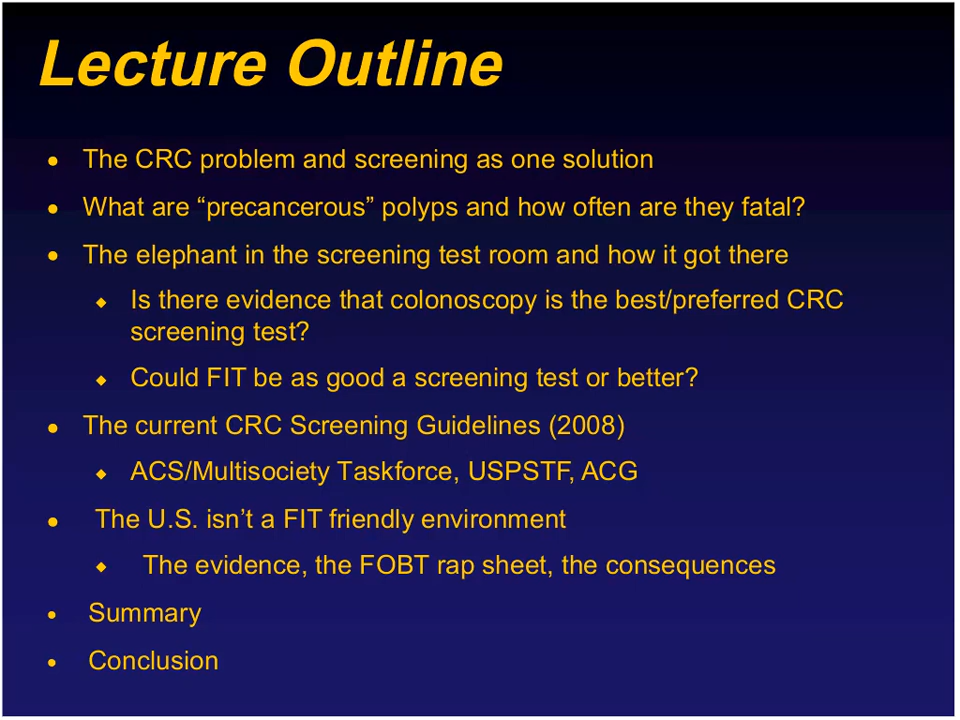 Lecture Outline
The CRC problem and screening as one solution
What are “precancerous” polyps and how often are they fatal?
The elephant in the screening test room and how it got there
Is there evidence that colonoscopy is the best/preferred CRC
screening test?
Could FIT be as good a screening test or better?
The current CRC Screening Guidelines (2008)
ACS/Multisociety Taskforce, USPSTF, ACG
The U.S. isn’t a FIT friendly environment
The evidence, the FOBT rap sheet, the consequences
Summary
Conclusion